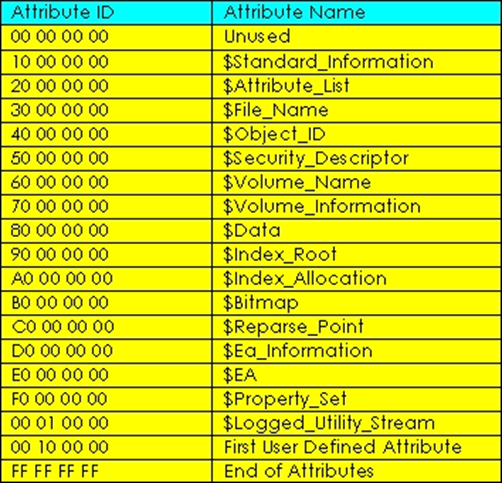 Attribute ID Attribute Name
00 00 00 00 Unused
10 00 00 00 $Standard_Information
20 00 00 00 $Attribute_List
30 00 00 00 $File_Name
40 00 00 00 $Object_ID
50 00 00 00 $Security_Descriptor
60 00 00 00 $Volume_Name
70 00 00 00 $Volume_Information
80 00 00 00 $Data
90 00 00 00 $Index_Root
A0 00 00 00 $Index_Allocation
B0 00 00 00 $Bitmap
C0 00 00 00 $Reparse_Point
D0 00 00 00 $Ea_Information
E0 00 00 00 $EA
F0 00 00 00 $Property_Set
00 01 00 00 $Logged_Utility_Stream
00 10 00 00 First User Defined Attribute
FF FF FF FF End of Attributes